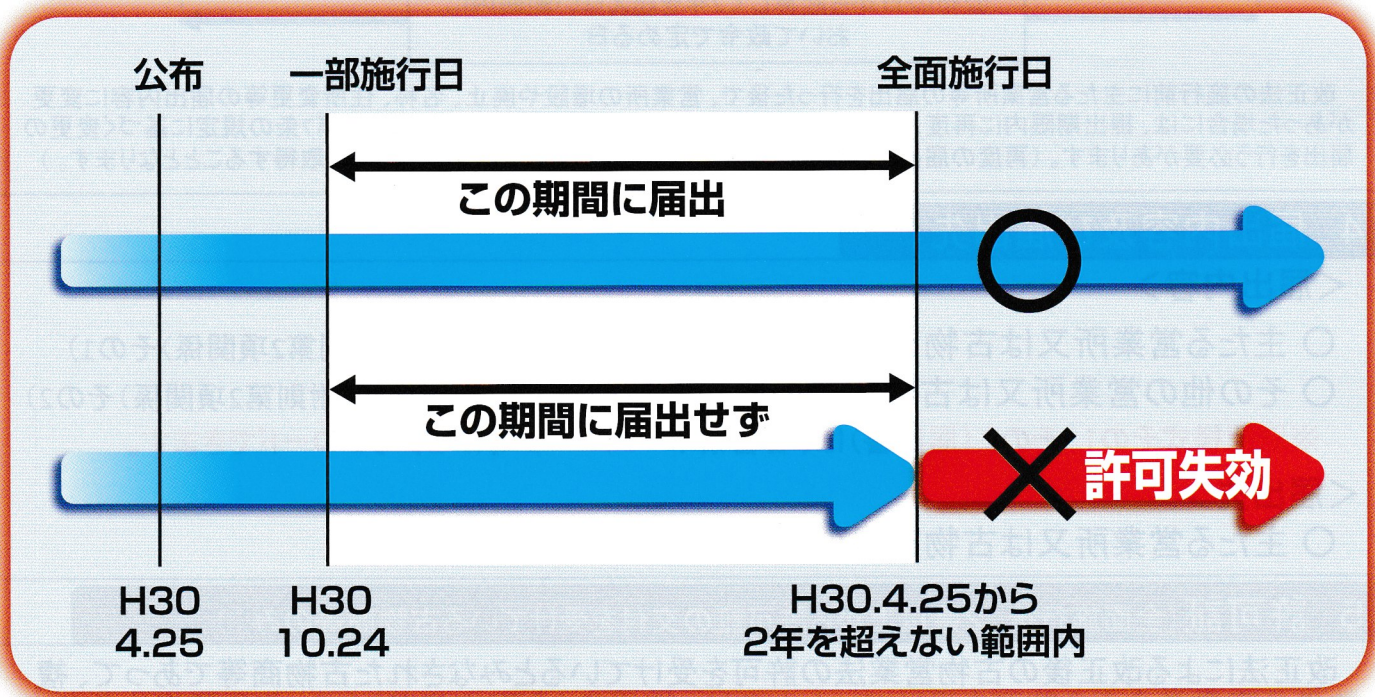 公布
一部施行日
全面施行日
この期間に届出
この期間に届出せず
許可失効
H30
4.25
H30
10.24
H30.4.25から
2年を超えない範囲内